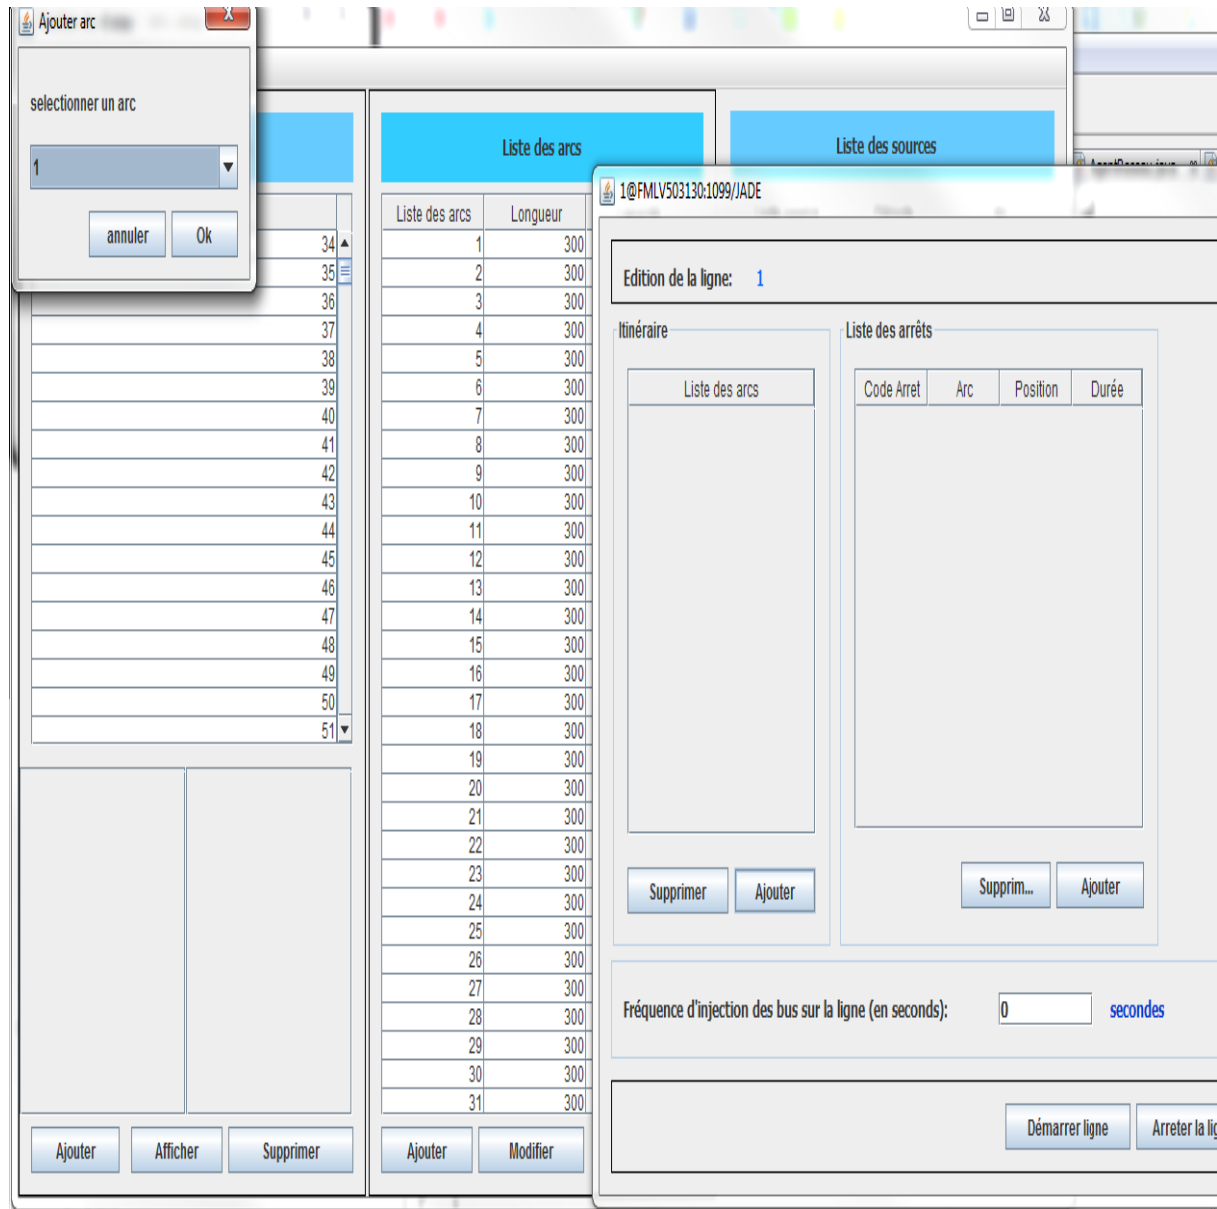 Ajouter arc
selectionner un arc
1
annuler
Ok
34
35
36
37
38
39
40
41
42
43
44
45
46
47
48
49
50
51
Ajouter
Afficher
Supprimer
Liste des arcs
Liste des arcs Longueur
1 300
2 300
3 300
4 300
5 300
6 300
7 300
8 300
9 300
10 300
11 300
12 300
13 300
14 300
15 300
16 300
17 300
18 300
19 300
20 300
21 300
22 300
23 300
24 300
25 300
26 300
27 300
28 300
29 300
30 300
31 300
Ajouter
Modifier
Liste des sources
1@FMLV503130:1099/JADE
Edition de la ligne: 1
Itinéraire
Liste des arcs
Supprimer
Ajouter
Liste des arrêts
Code Arret Arc Position Durée
Supprim...
Ajouter
Fréquence d'injection des bus sur la ligne (en seconds): 0 secondes
Démarrer ligne
Arreter la lig